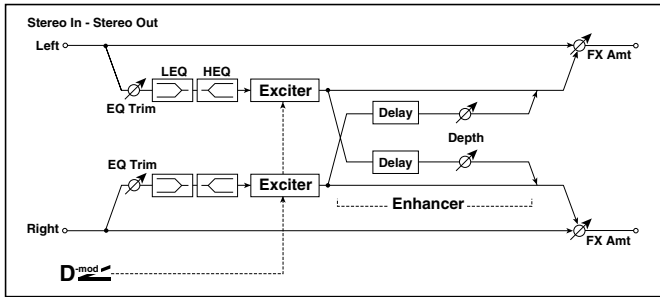 Stereo In - Stereo Out
Left
FX Amt
LEQ HEQ
EQ Trim
Exciter
Delay
Depth
EQ Trim
Delay
Exciter
Enhancer
Right
FX Amt
D-mod